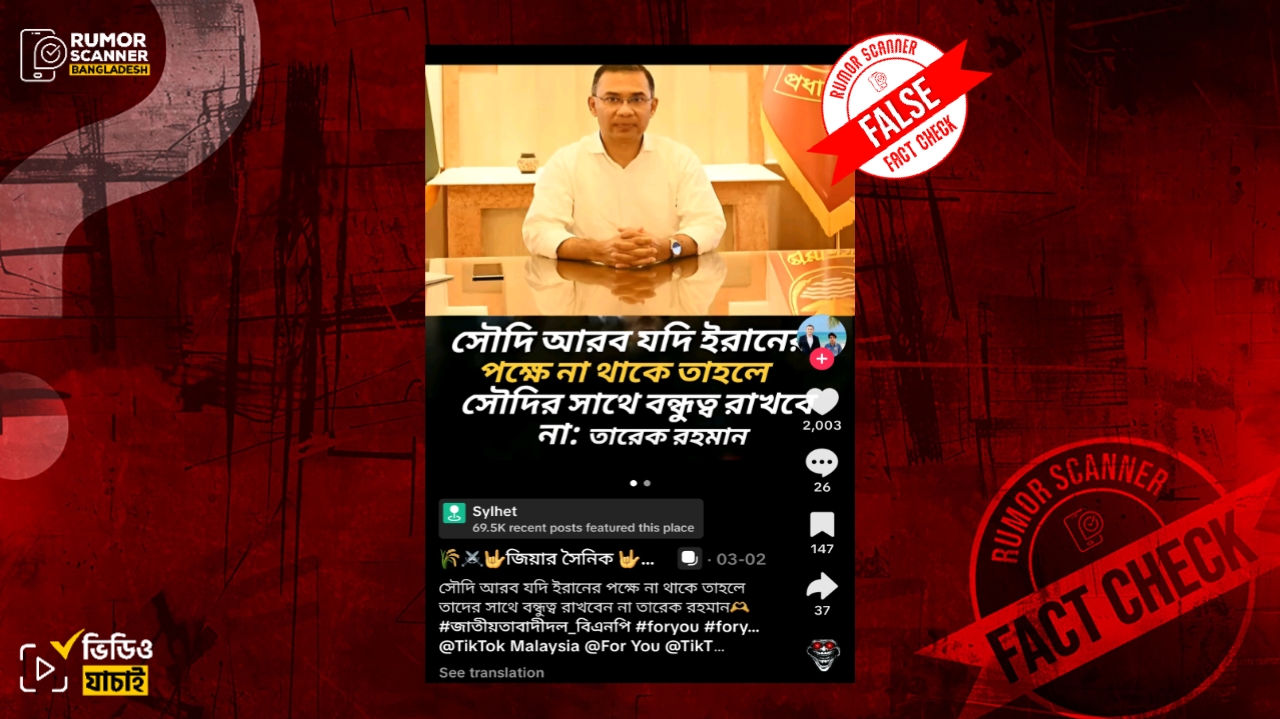 RUMOR
SCANNER
BANGLADESH
RUMOR SCANNER
FALSE
FACT CHECK
প্রধা
সৌদি আরব যদি ইরানের
পক্ষে না থাকে তাহলে
সৌদির সাথে বন্ধুত্ব রাখবে
না: তারেক রহমান
2,003
26
147
37
Sylhet
69.5K recent posts featured this place
🌾⚔️🤟জিয়ার সৈনিক 🤟... · 03-02
সৌদি আরব যদি ইরানের পক্ষে না থাকে তাহলে
তাদের সাথে বন্ধুত্ব রাখবেন না তারেক রহমান🫶
#জাতীয়তাবাদীদল_বিএনপি #foryou #fory...
@TikTok Malaysia @For You @TikT...
See translation
RUMOR SCANNER
FACT CHECK
ভিডিও
যাচাই